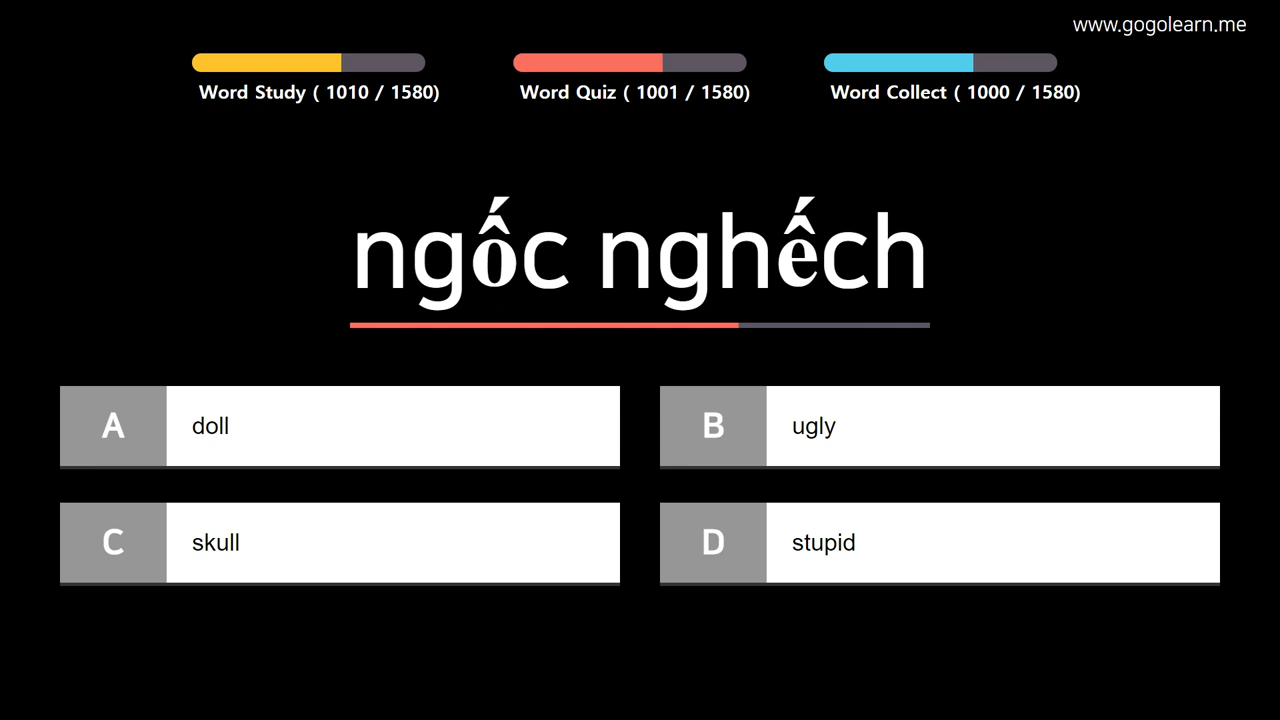 www.gogolearn.me
Word Study ( 1010 / 1580)
Word Quiz ( 1001 / 1580)
Word Collect ( 1000 / 1580)
ngốc nghếch
A doll
B ugly
C skull
D stupid